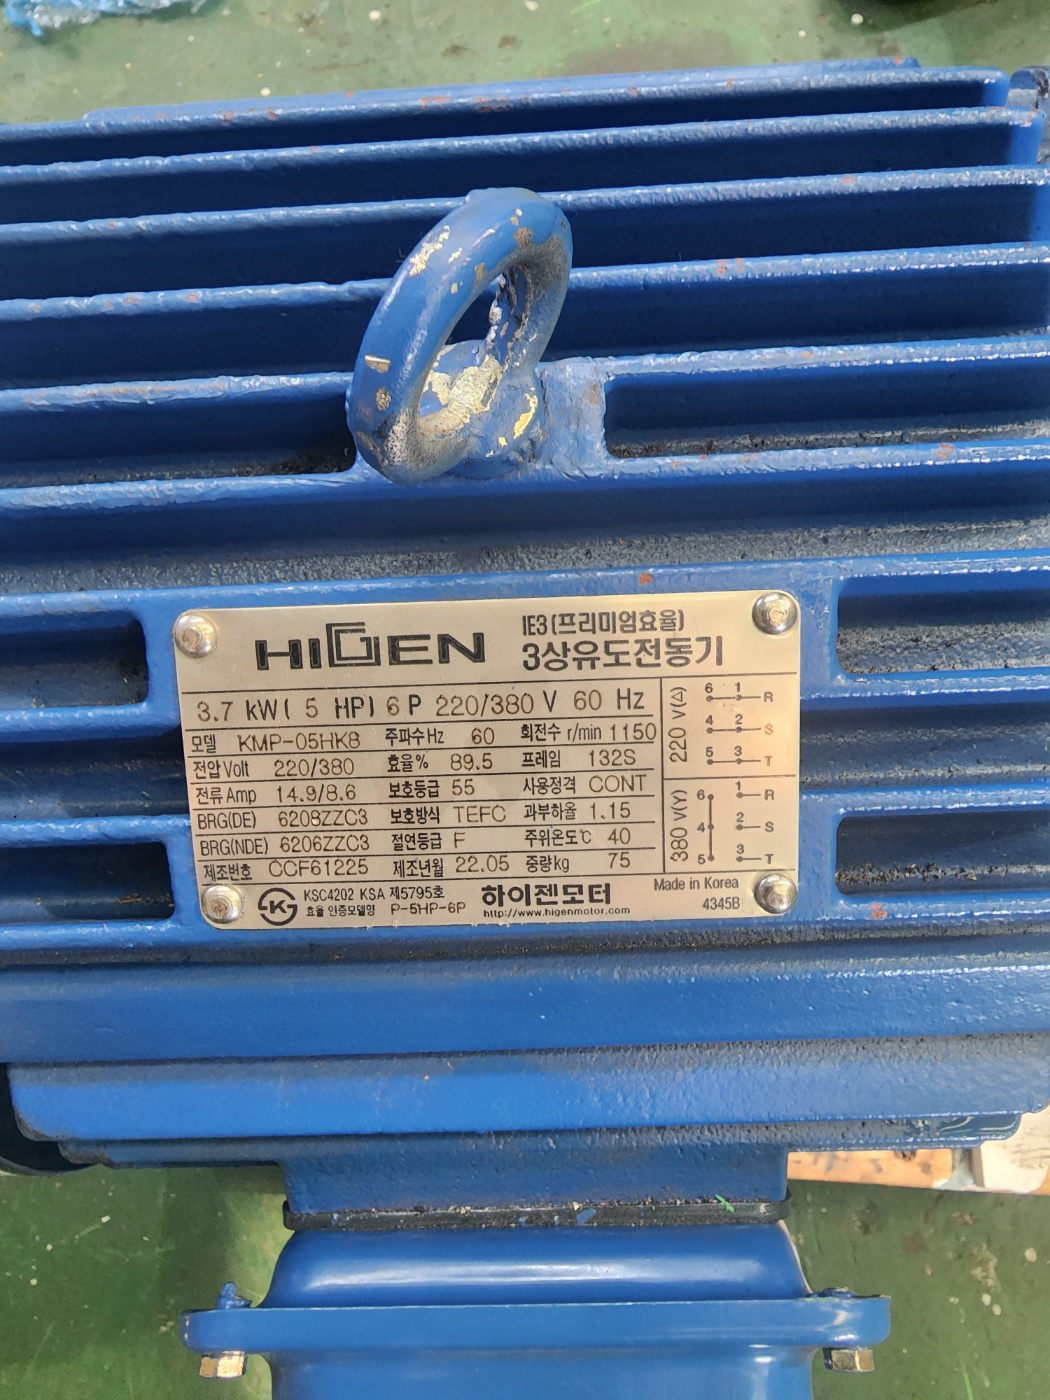 HIGEN
IE3(프리미엄효율)
3상유도전동기
3.7 kW( 5 HP) 6 P 220/380 V 60 Hz
모델 KMP-05HK8 주파수Hz 60 회전수 r/min 1150
전압 Volt 220/380 효율% 89.5 프레임 132S
전류 Amp 14.9/8.6 보호등급 55 사용정격 CONT
BRG(DE) 6208ZZC3 보호방식 TEFC 과부하율 1.15
BRG(NDE) 6206ZZC3 절연등급 F 주위온도℃ 40
제조번호 CCF61225 제조년월 22.05 중량kg 75
220 V(Δ)
6 1 R
4 2 S
5 3 T
380 V(Y)
6 1 R
4 2 S
5 3 T
K
KSC4202 KSA 제5795호
효율 인증모델명 P-5HP-6P
하이젠모터
http://www.higenmotor.com
Made in Korea
4345B